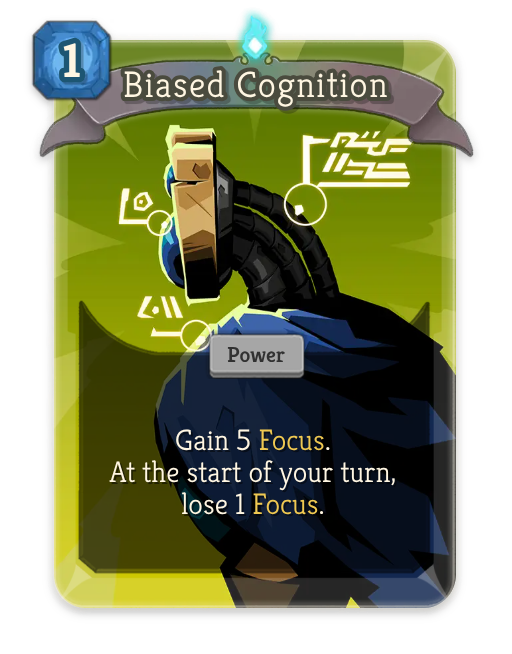 1
Biased Cognition
Power
Gain 5 Focus.
At the start of your turn,
lose 1 Focus.